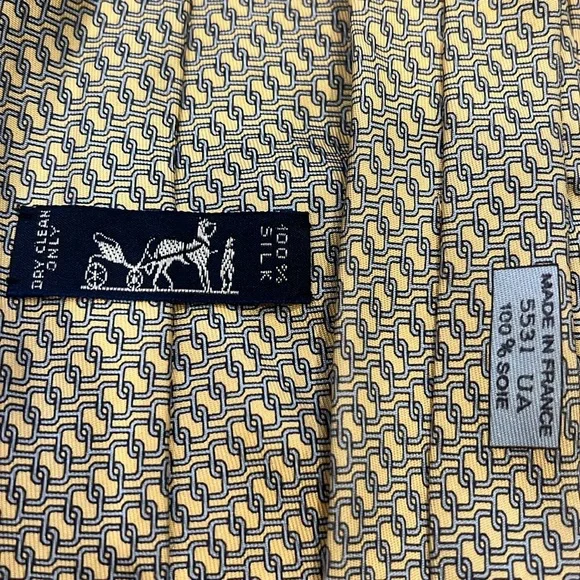 DRY CLEAN
ONLY
100%
SILK
MADE IN FRANCE
5531 UA
100% SOIE